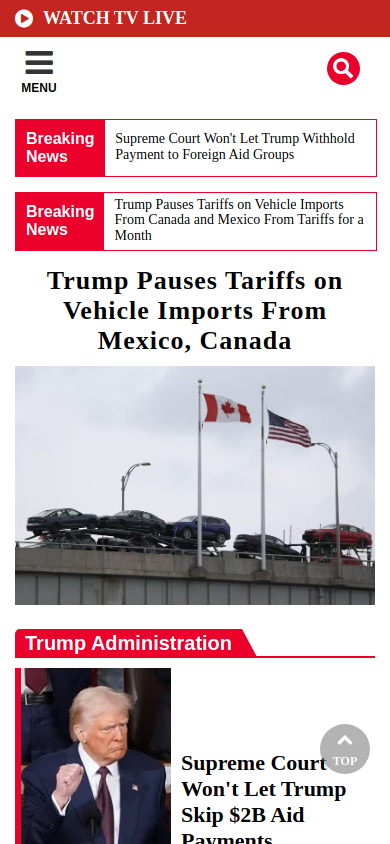 WATCH TV LIVE
MENU
Breaking
News
Supreme Court Won't Let Trump Withhold
Payment to Foreign Aid Groups
Breaking
News
Trump Pauses Tariffs on Vehicle Imports
From Canada and Mexico From Tariffs for a
Month
Trump Pauses Tariffs on
Vehicle Imports From
Mexico, Canada
Trump Administration
Supreme Court
Won't Let Trump
Skip $2B Aid
Payments
TOP